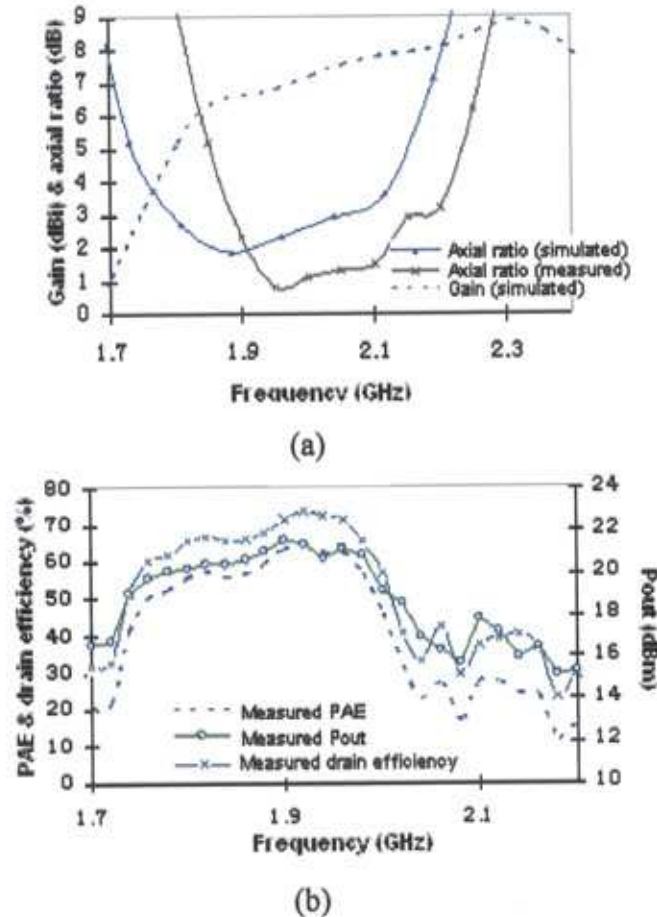 Gain (dBi) & axial ratio (dB)
9
8
7
6
5
4
3
2
1
0
Axial ratio (simulated)
Axial ratio (measured)
Gain (simulated)
1.7 1.9 2.1 2.3
Frequency (GHz)
(a)
PAE & drain efficiency (%)
80
70
60
50
40
30
20
10
0
Measured PAE
Measured Pout
Measured drain efficiency
24
22
20
18
16
14
12
10
Pout (dBm)
1.7 1.9 2.1
Frequency (GHz)
(b)